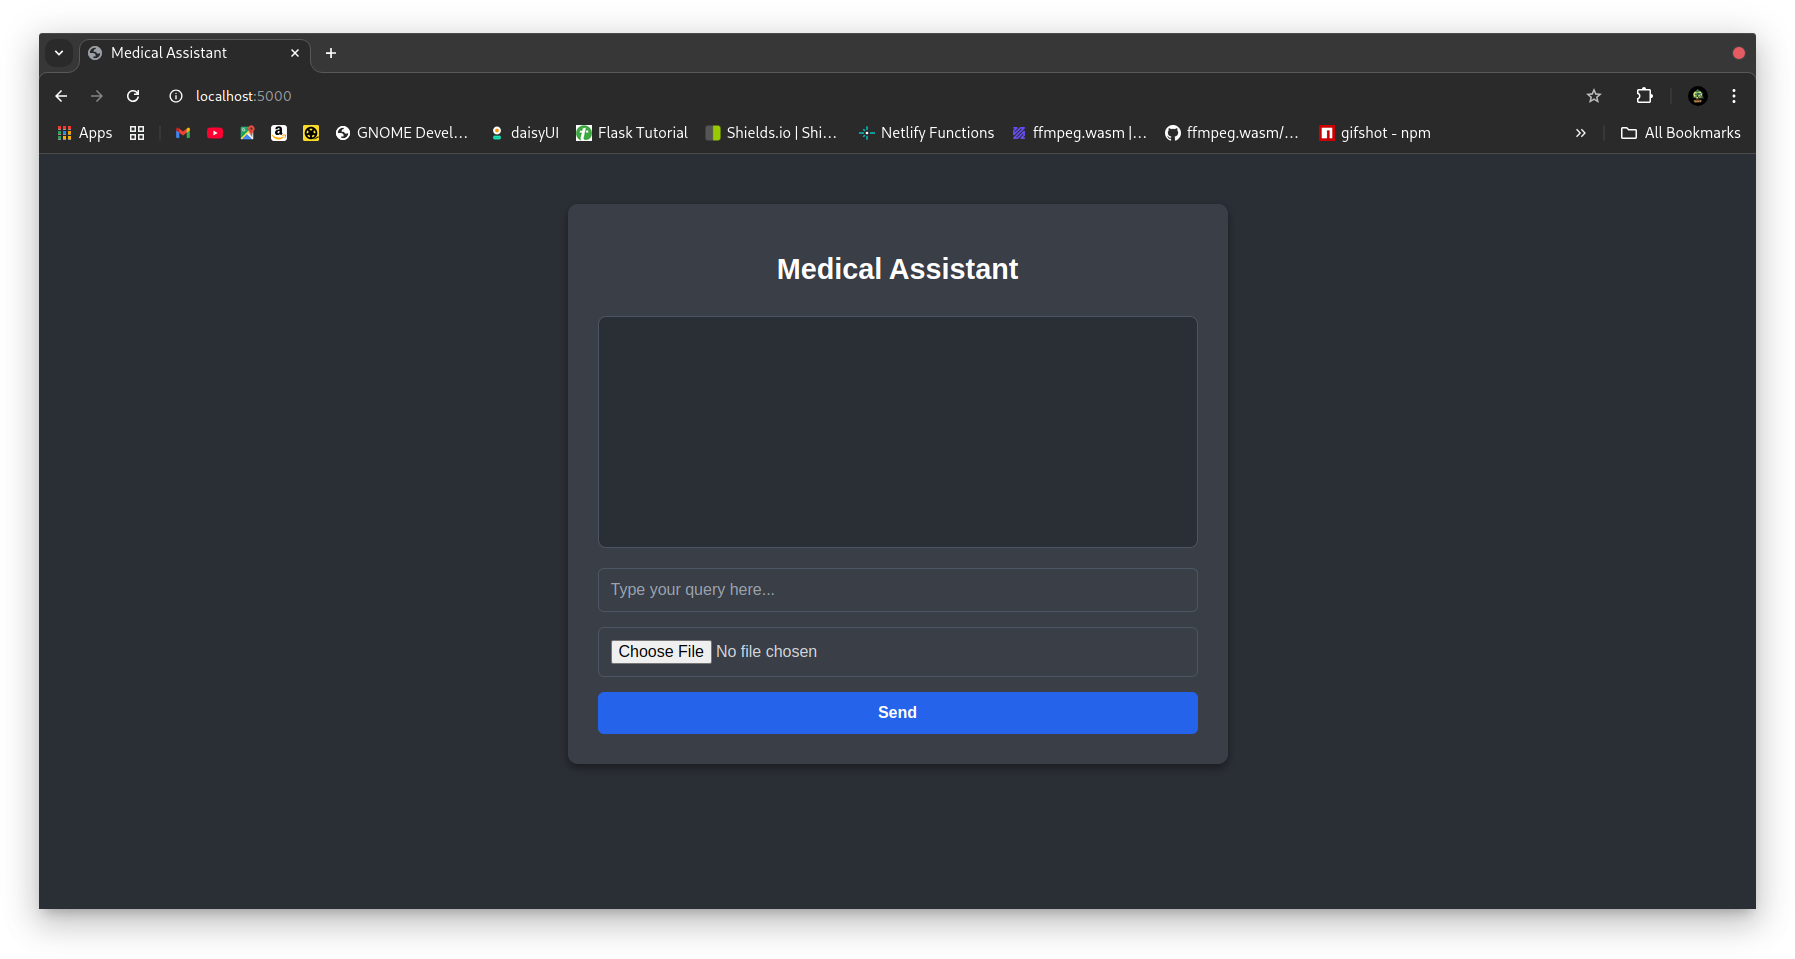 Medical Assistant
localhost:5000
Apps GNOME Devel... daisyUI Flask Tutorial Shields.io | Shi... Netlify Functions ffmpeg.wasm |... ffmpeg.wasm/... gifshot - npm All Bookmarks
Medical Assistant
Type your query here...
Choose File No file chosen
Send